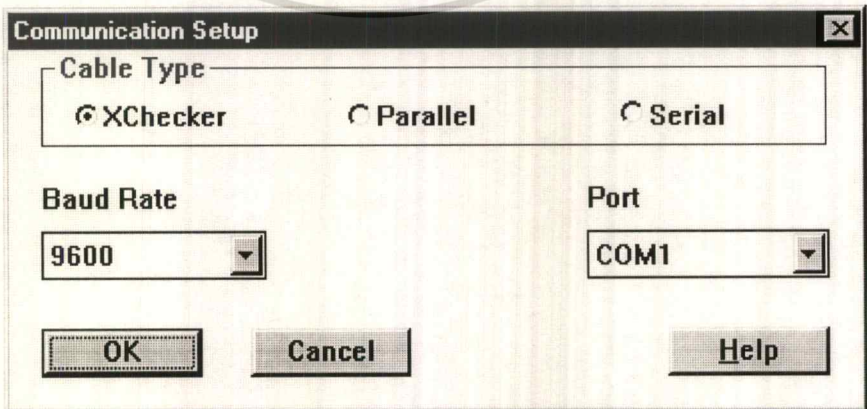 Communication Setup
Cable Type
XChecker Parallel Serial
Baud Rate Port
9600 COM1
OK Cancel Help